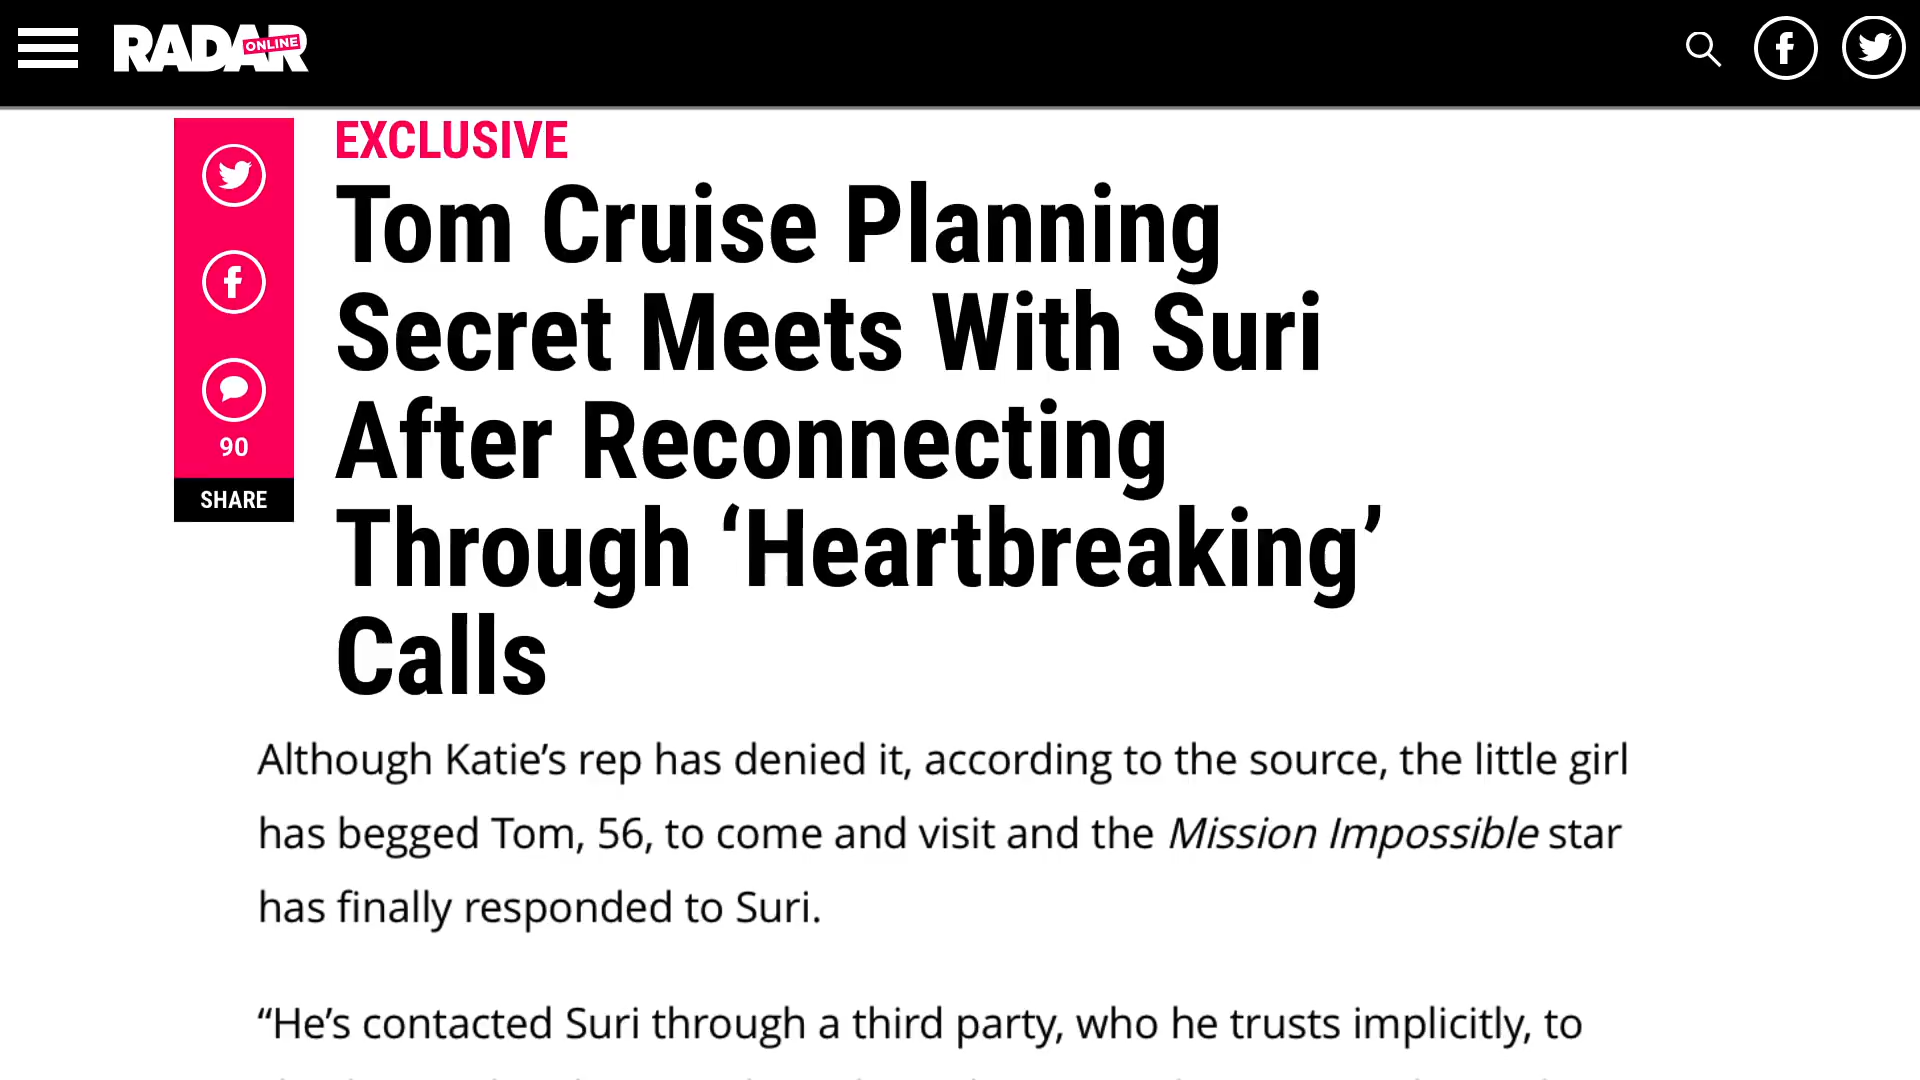 RADAR ONLINE
EXCLUSIVE
Tom Cruise Planning
Secret Meets With Suri
After Reconnecting
Through ‘Heartbreaking’
Calls
90
SHARE
Although Katie’s rep has denied it, according to the source, the little girl
has begged Tom, 56, to come and visit and the Mission Impossible star
has finally responded to Suri.
“He’s contacted Suri through a third party, who he trusts implicitly, to